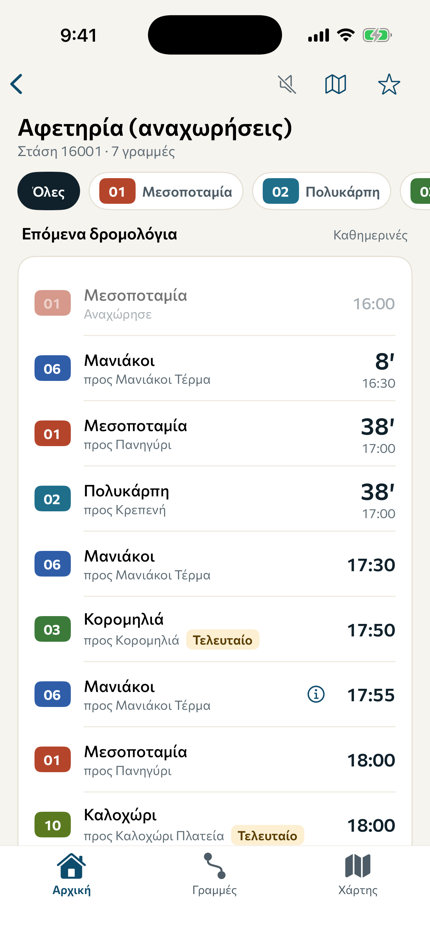 9:41
Αφετηρία (αναχωρήσεις)
Στάση 16001 · 7 γραμμές
Όλες
01 Μεσοποταμία
02 Πολυκάρπη
Επόμενα δρομολόγια
Καθημερινές
01 Μεσοποταμία 16:00
Αναχώρησε
06 Μανιάκοι 8'
προς Μανιάκοι Τέρμα 16:30
01 Μεσοποταμία 38'
προς Πανηγύρι 17:00
02 Πολυκάρπη 38'
προς Κρεπενή 17:00
06 Μανιάκοι 17:30
προς Μανιάκοι Τέρμα
03 Κορομηλιά 17:50
προς Κορομηλιά Τελευταίο
06 Μανιάκοι 17:55
προς Μανιάκοι Τέρμα
01 Μεσοποταμία 18:00
προς Πανηγύρι
10 Καλοχώρι 18:00
προς Καλοχώρι Πλατεία Τελευταίο
Αρχική
Γραμμές
Χάρτης